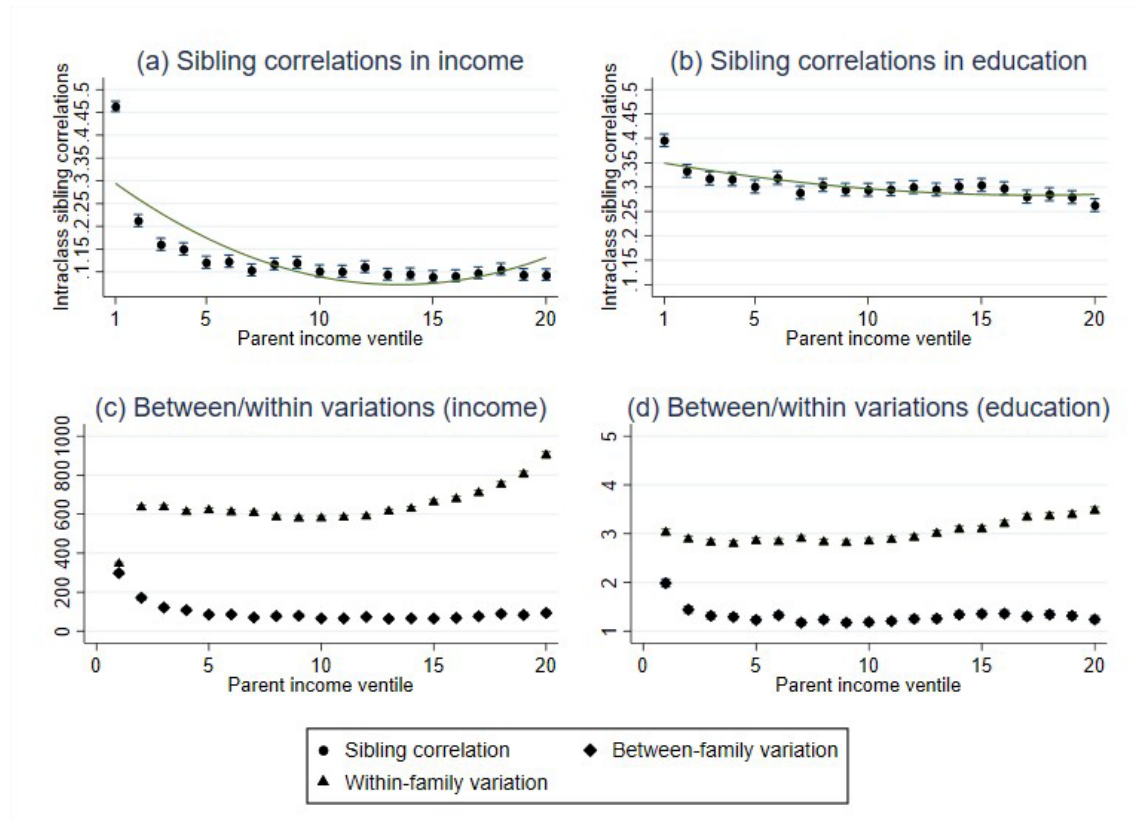 (a) Sibling correlations in income
Intraclass sibling correlations
.1 .15 .2 .25 .3 .35 .4 .45 .5
1 5 10 15 20
Parent income ventile
(b) Sibling correlations in education
Intraclass sibling correlations
.1 .15 .2 .25 .3 .35 .4 .45 .5
1 5 10 15 20
Parent income ventile
(c) Between/within variations (income)
0 200 400 600 800 1000
0 5 10 15 20
Parent income ventile
(d) Between/within variations (education)
1 2 3 4 5
0 5 10 15 20
Parent income ventile
Sibling correlation
Between-family variation
Within-family variation